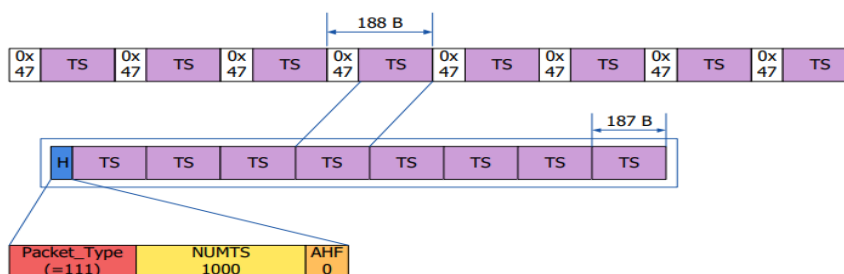 188 B
0x 47 TS 0x 47 TS 0x 47 TS 0x 47 TS 0x 47 TS 0x 47 TS 0x 47 TS 0x 47 TS
187 B
H TS TS TS TS TS TS TS TS
Packet_Type NUMTS AHF
(=111) 1000 0